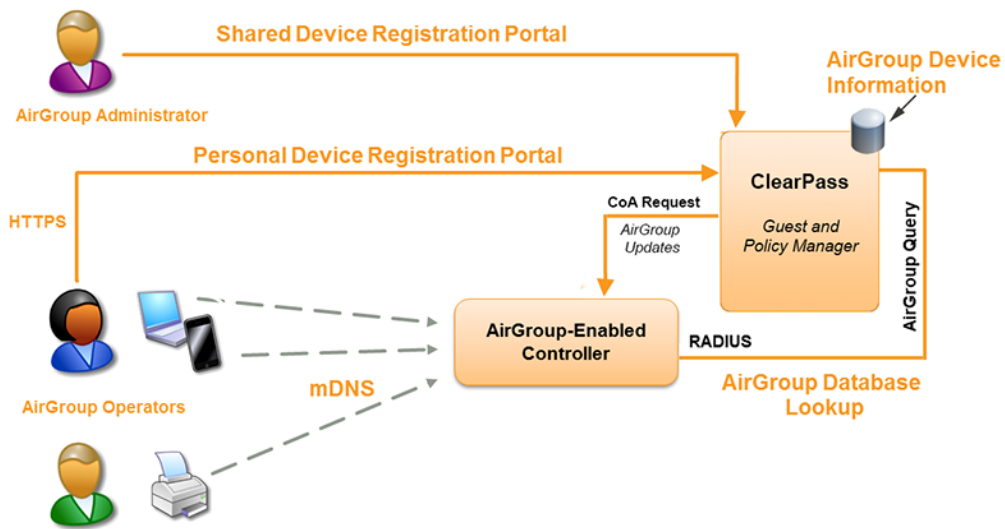 Shared Device Registration Portal
AirGroup Device
Information
AirGroup Administrator
Personal Device Registration Portal
ClearPass
Guest and
Policy Manager
HTTPS
CoA Request
AirGroup
Updates
AirGroup Query
AirGroup-Enabled
Controller
RADIUS
AirGroup Database
Lookup
mDNS
AirGroup Operators